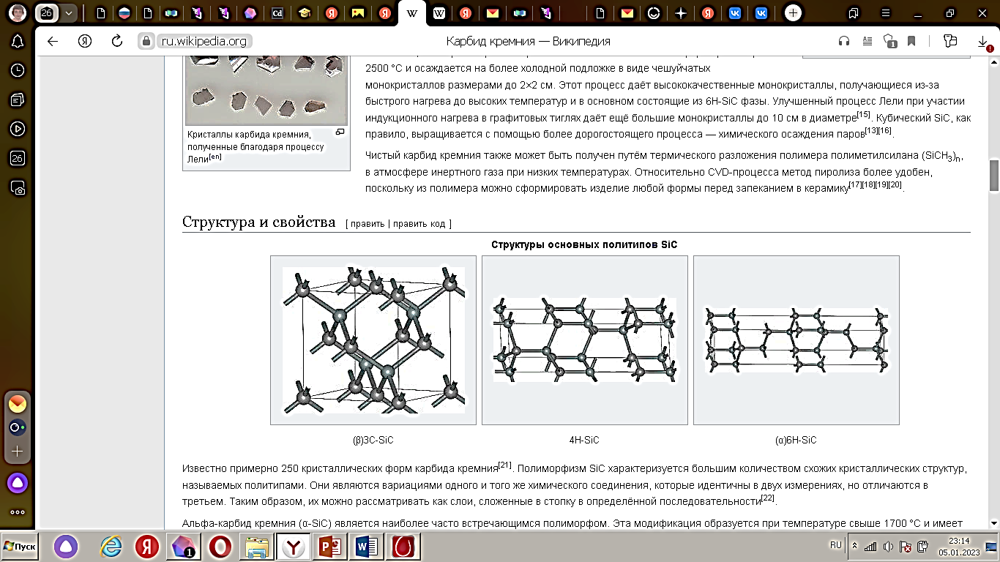 26
ru.wikipedia.org
Карбид кремния — Википедия
1
2500 °C и осаждается на более холодной подложке в виде чешуйчатых
монокристаллов размерами до 2×2 см. Этот процесс даёт высококачественные монокристаллы, получающиеся из-за
быстрого нагрева до высоких температур и в основном состоящие из 6H-SiC фазы. Улучшенный процесс Лели при участии
индукционного нагрева в графитовых тиглях даёт ещё большие монокристаллы до 10 см в диаметре[15]. Кубический SiC, как
правило, выращивается с помощью более дорогостоящего процесса — химического осаждения паров[13][16].
Кристаллы карбида кремния,
полученные благодаря процессу
Лели[en]
Чистый карбид кремния также может быть получен путём термического разложения полимера полиметилсилана (SiCH3)n,
в атмосфере инертного газа при низких температурах. Относительно CVD-процесса метод пиролиза более удобен,
поскольку из полимера можно сформировать изделие любой формы перед запеканием в керамику[17][18][19][20].
Структура и свойства [ править | править код ]
Структуры основных политипов SiC
(β)3C-SiC
4H-SiC
(α)6H-SiC
Известно примерно 250 кристаллических форм карбида кремния[21]. Полиморфизм SiC характеризуется большим количеством схожих кристаллических структур,
называемых политипами. Они являются вариациями одного и того же химического соединения, которые идентичны в двух измерениях, но отличаются в
третьем. Таким образом, их можно рассматривать как слои, сложенные в стопку в определённой последовательности[22].
Альфа-карбид кремния (α-SiC) является наиболее часто встречающимся полиморфом. Эта модификация образуется при температуре свыше 1700 °C и имеет
26
Пуск
1
RU
23:14
05.01.2023